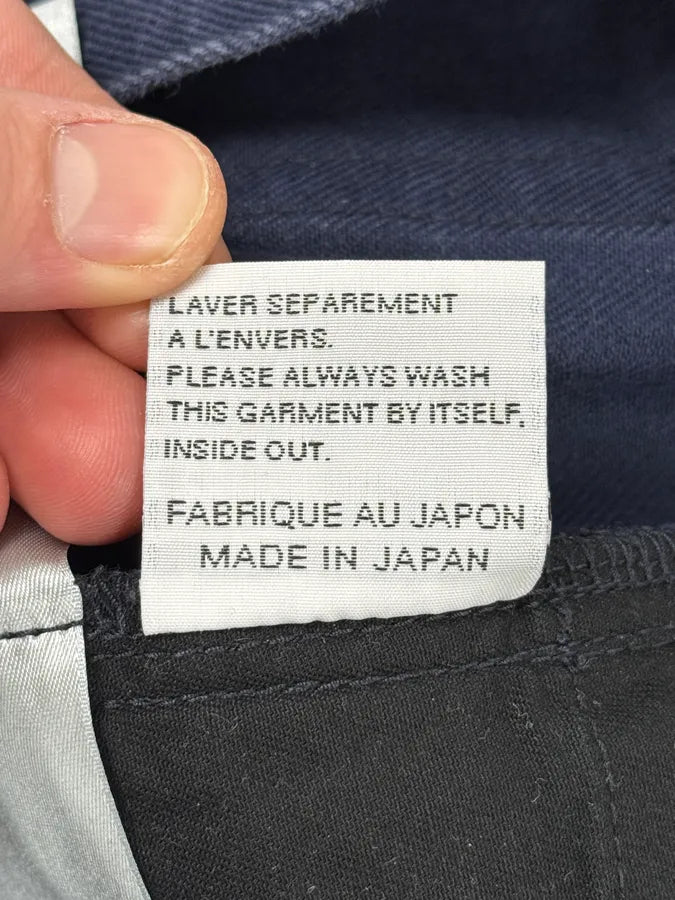 LAVER SEPAREMENT
A L'ENVERS.
PLEASE ALWAYS WASH
THIS GARMENT BY ITSELF,
INSIDE OUT.
FABRIQUE AU JAPON
MADE IN JAPAN